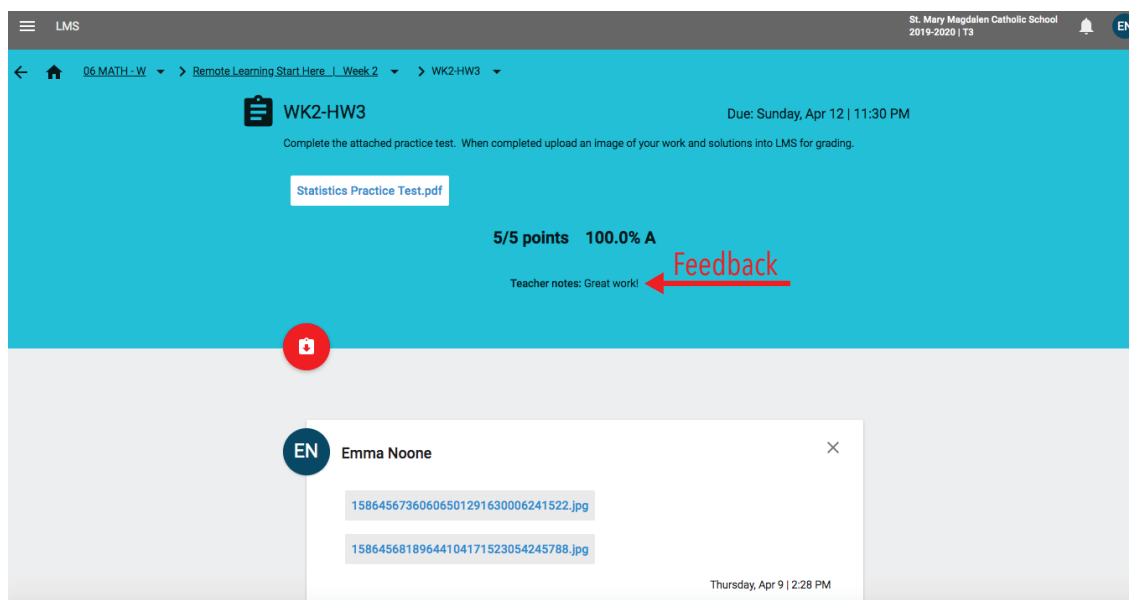 LMS
St. Mary Magdalen Catholic School
2019-2020 | T3
EN
06 MATH - W > Remote Learning Start Here | Week 2 > WK2-HW3
WK2-HW3
Due: Sunday, Apr 12 | 11:30 PM
Complete the attached practice test. When completed upload an image of your work and solutions into LMS for grading.
Statistics Practice Test.pdf
5/5 points 100.0% A
Feedback
Teacher notes: Great work!
EN
Emma Noone
15864567360606501291630006241522.jpg
15864568189644104171523054245788.jpg
Thursday, Apr 9 | 2:28 PM